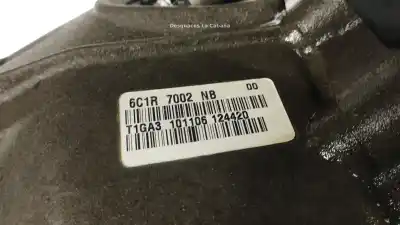 Desguaces La Cabaña
6C1R 7002 NB 00
T1GA3 101106 124420